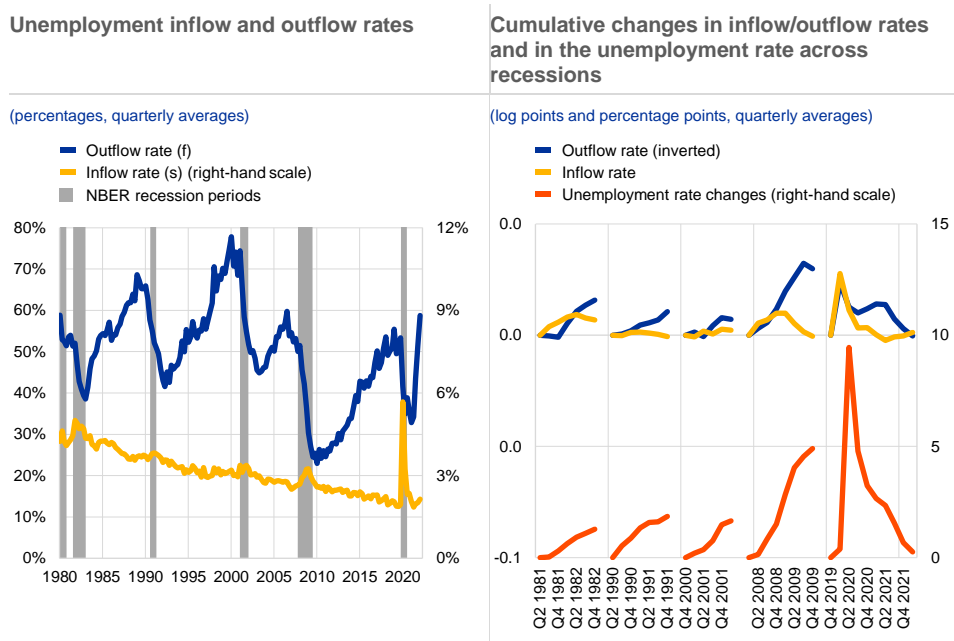 Unemployment inflow and outflow rates
(percentages, quarterly averages)
Outflow rate (f)
Inflow rate (s) (right-hand scale)
NBER recession periods
80%
70%
60%
50%
40%
30%
20%
10%
0%
12%
9%
6%
3%
0%
1980 1985 1990 1995 2000 2005 2010 2015 2020
Cumulative changes in inflow/outflow rates
and in the unemployment rate across
recessions
(log points and percentage points, quarterly averages)
Outflow rate (inverted)
Inflow rate
Unemployment rate changes (right-hand scale)
0.0
0.0
0.0
-0.1
15
10
5
0
Q2 1981
Q4 1981
Q2 1982
Q4 1982
Q2 1990
Q4 1990
Q2 1991
Q4 1991
Q4 2000
Q2 2001
Q4 2001
Q2 2008
Q4 2008
Q2 2009
Q4 2009
Q4 2019
Q2 2020
Q4 2020
Q2 2021
Q4 2021